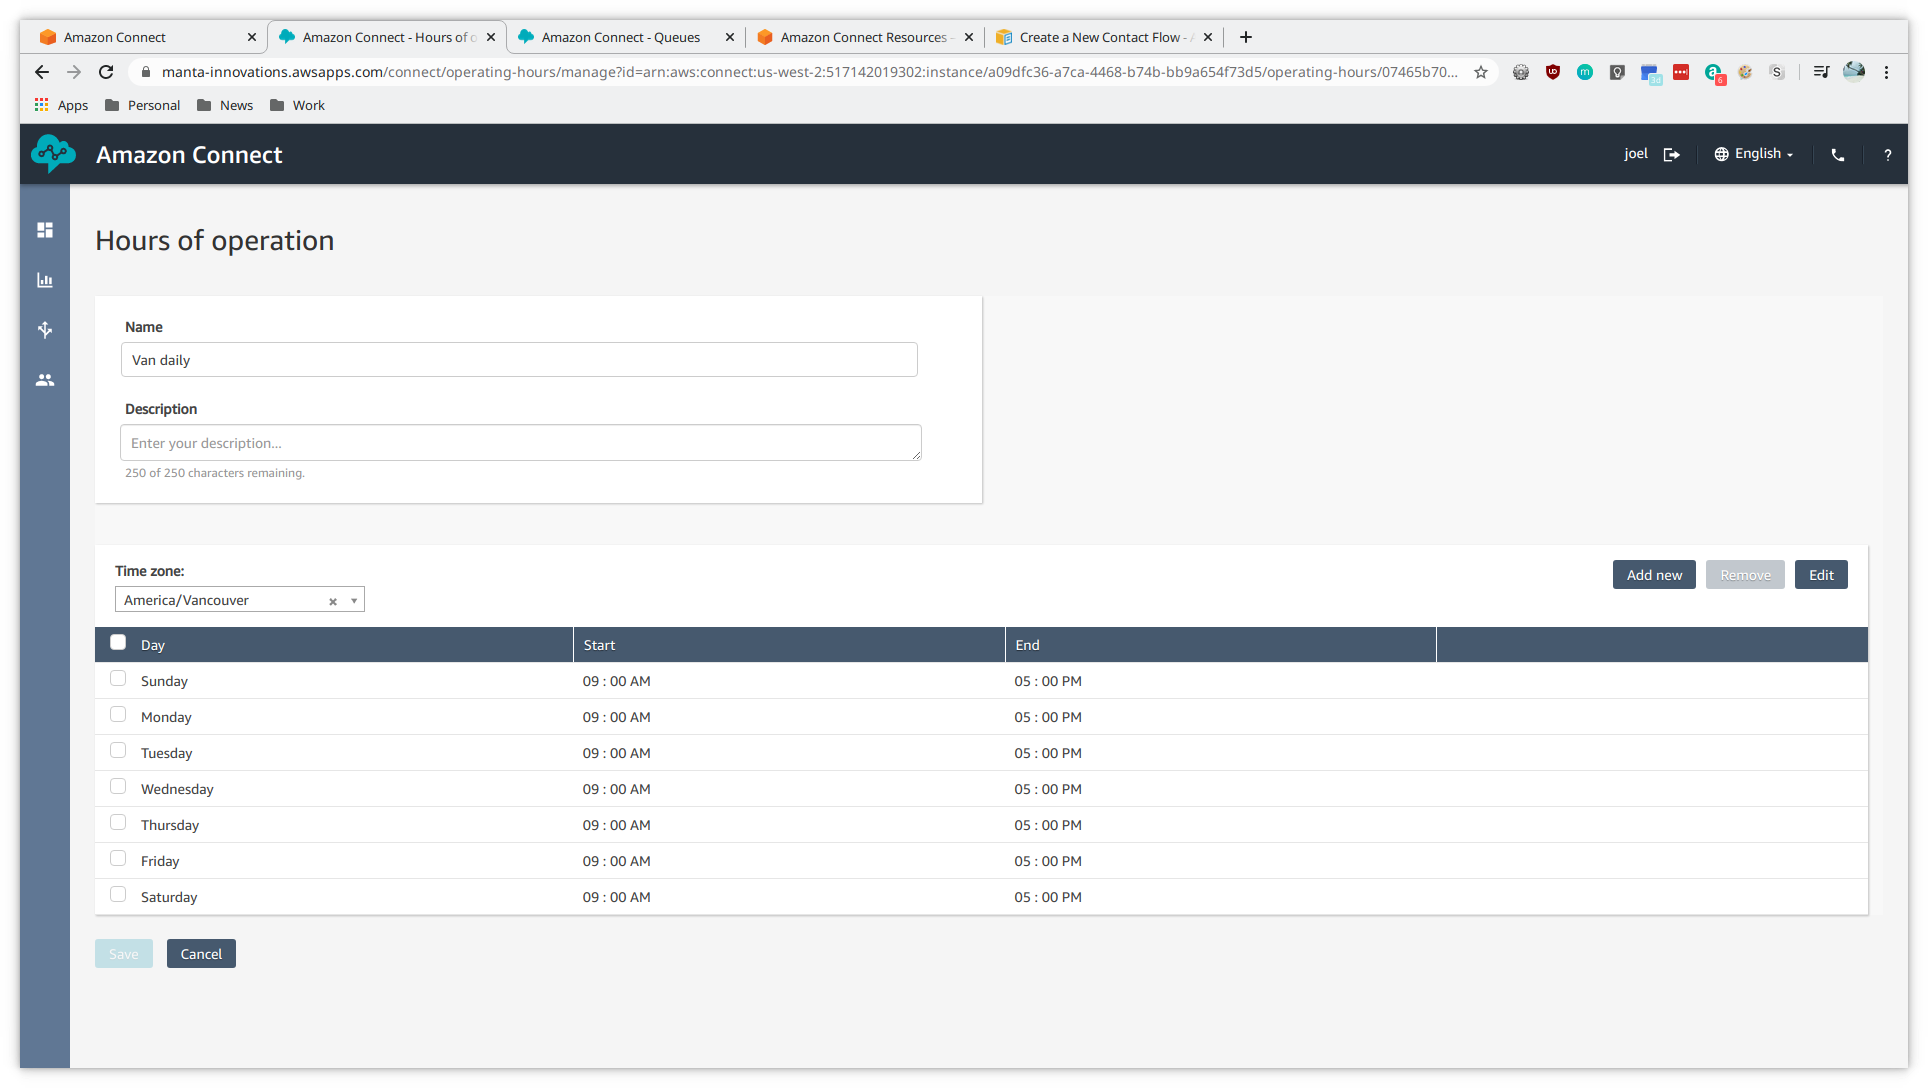 Amazon Connect
Amazon Connect - Hours of o
Amazon Connect - Queues
Amazon Connect Resources -
Create a New Contact Flow -
manta-innovations.awsapps.com/connect/operating-hours/manage?id=arn:aws:connect:us-west-2:517142019302:instance/a09dfc36-a7ca-4468-b74b-bb9a654f73d5/operating-hours/07465b70...
Apps Personal News Work
Amazon Connect
joel English ?
Hours of operation
Name
Van daily
Description
Enter your description...
250 of 250 characters remaining.
Time zone:
America/Vancouver
Add new Remove Edit
Day Start End
Sunday 09 : 00 AM 05 : 00 PM
Monday 09 : 00 AM 05 : 00 PM
Tuesday 09 : 00 AM 05 : 00 PM
Wednesday 09 : 00 AM 05 : 00 PM
Thursday 09 : 00 AM 05 : 00 PM
Friday 09 : 00 AM 05 : 00 PM
Saturday 09 : 00 AM 05 : 00 PM
Save Cancel